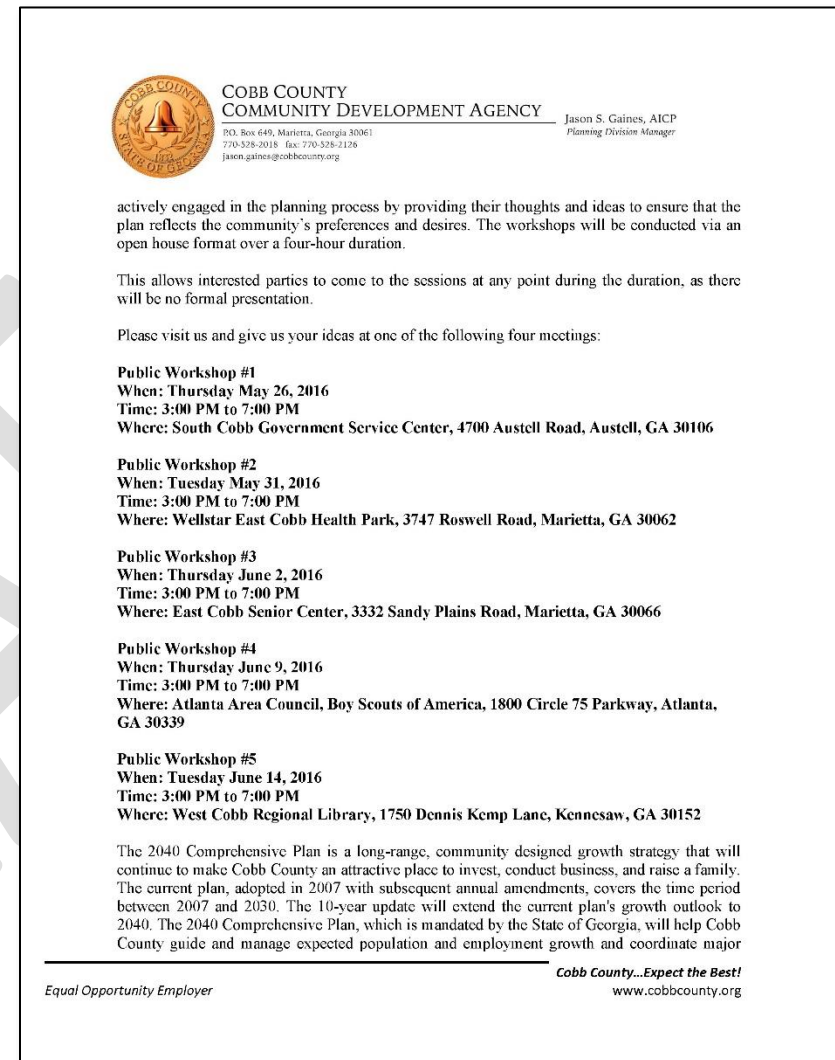 COBB COUNTY
STATE OF GEORGIA
1832
COBB COUNTY
COMMUNITY DEVELOPMENT AGENCY
P.O. Box 649, Marietta, Georgia 30061
770-528-2018 fax: 770-528-2126
jason.gaines@cobbcounty.org
Jason S. Gaines, AICP
Planning Division Manager
actively engaged in the planning process by providing their thoughts and ideas to ensure that the
plan reflects the community's preferences and desires. The workshops will be conducted via an
open house format over a four-hour duration.
This allows interested parties to come to the sessions at any point during the duration, as there
will be no formal presentation.
Please visit us and give us your ideas at one of the following four meetings:
Public Workshop #1
When: Thursday May 26, 2016
Time: 3:00 PM to 7:00 PM
Where: South Cobb Government Service Center, 4700 Austell Road, Austell, GA 30106
Public Workshop #2
When: Tuesday May 31, 2016
Time: 3:00 PM to 7:00 PM
Where: Wellstar East Cobb Health Park, 3747 Roswell Road, Marietta, GA 30062
Public Workshop #3
When: Thursday June 2, 2016
Time: 3:00 PM to 7:00 PM
Where: East Cobb Senior Center, 3332 Sandy Plains Road, Marietta, GA 30066
Public Workshop #4
When: Thursday June 9, 2016
Time: 3:00 PM to 7:00 PM
Where: Atlanta Area Council, Boy Scouts of America, 1800 Circle 75 Parkway, Atlanta,
GA 30339
Public Workshop #5
When: Tuesday June 14, 2016
Time: 3:00 PM to 7:00 PM
Where: West Cobb Regional Library, 1750 Dennis Kemp Lane, Kennesaw, GA 30152
The 2040 Comprehensive Plan is a long-range, community designed growth strategy that will
continue to make Cobb County an attractive place to invest, conduct business, and raise a family.
The current plan, adopted in 2007 with subsequent annual amendments, covers the time period
between 2007 and 2030. The 10-year update will extend the current plan's growth outlook to
2040. The 2040 Comprehensive Plan, which is mandated by the State of Georgia, will help Cobb
County guide and manage expected population and employment growth and coordinate major
Cobb County...Expect the Best!
Equal Opportunity Employer
www.cobbcounty.org